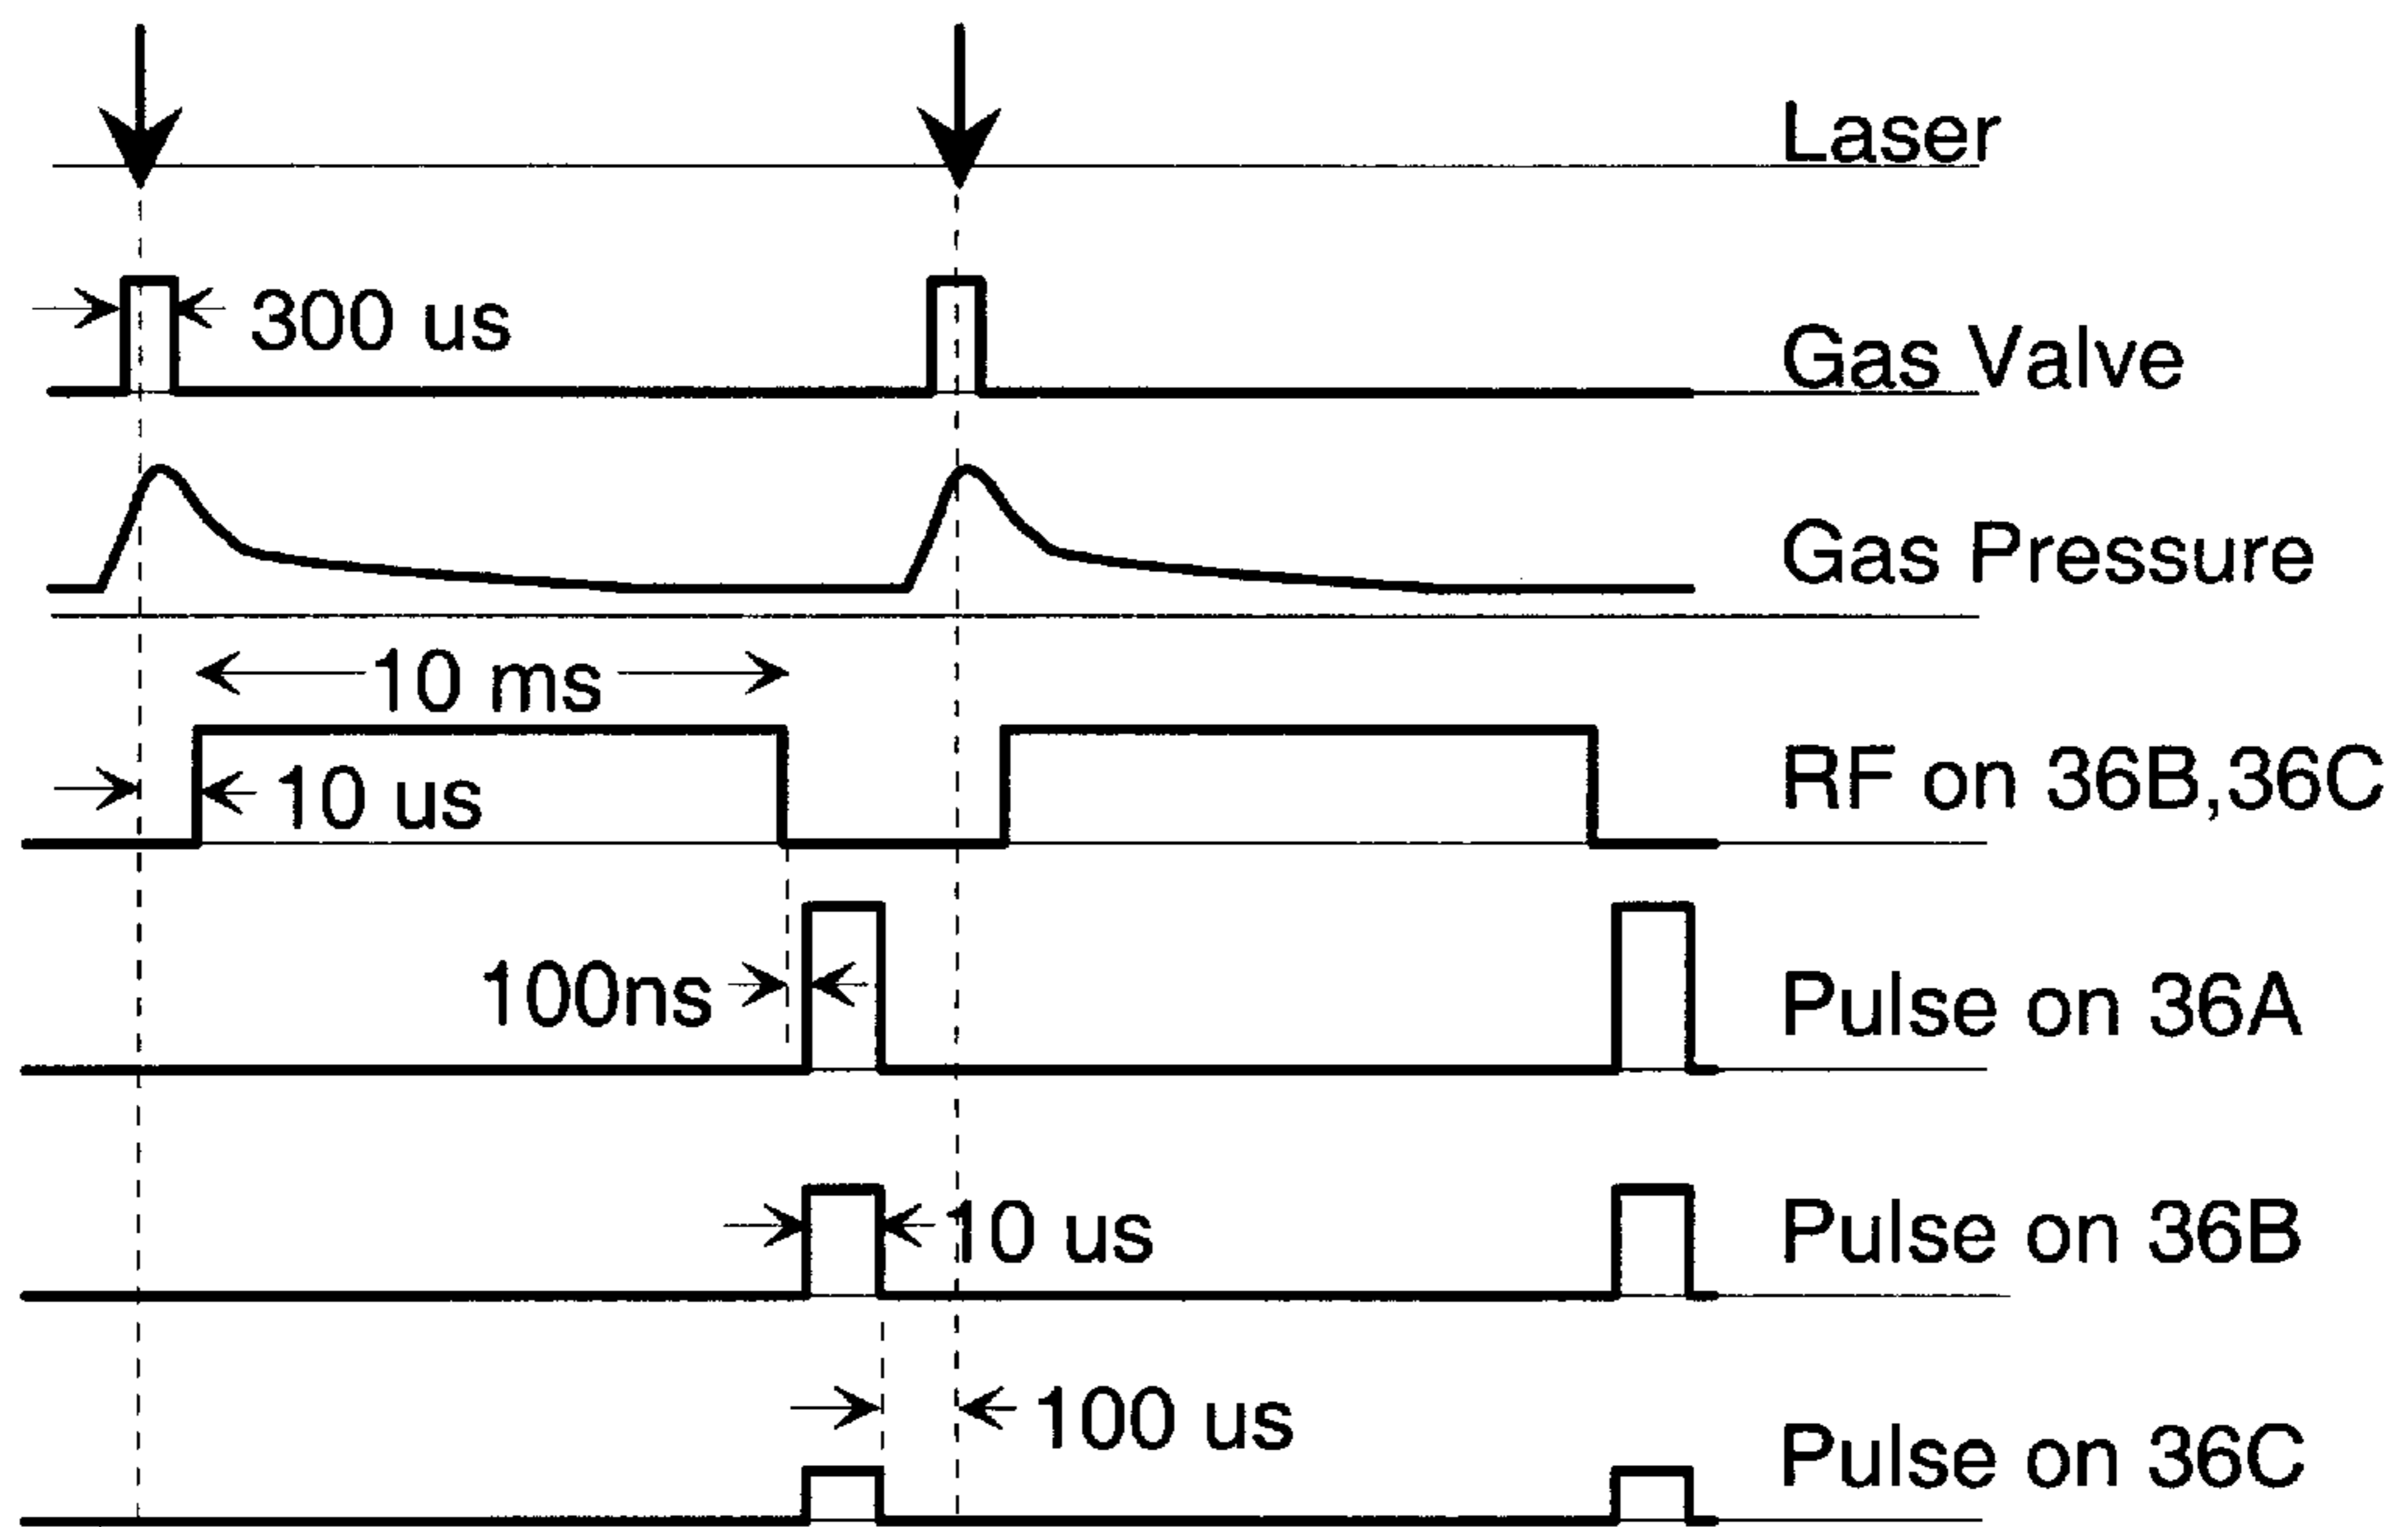 Laser
300 us
Gas Valve
Gas Pressure
10 ms
10 us
RF on 36B,36C
100ns
Pulse on 36A
10 us
Pulse on 36B
100 us
Pulse on 36C